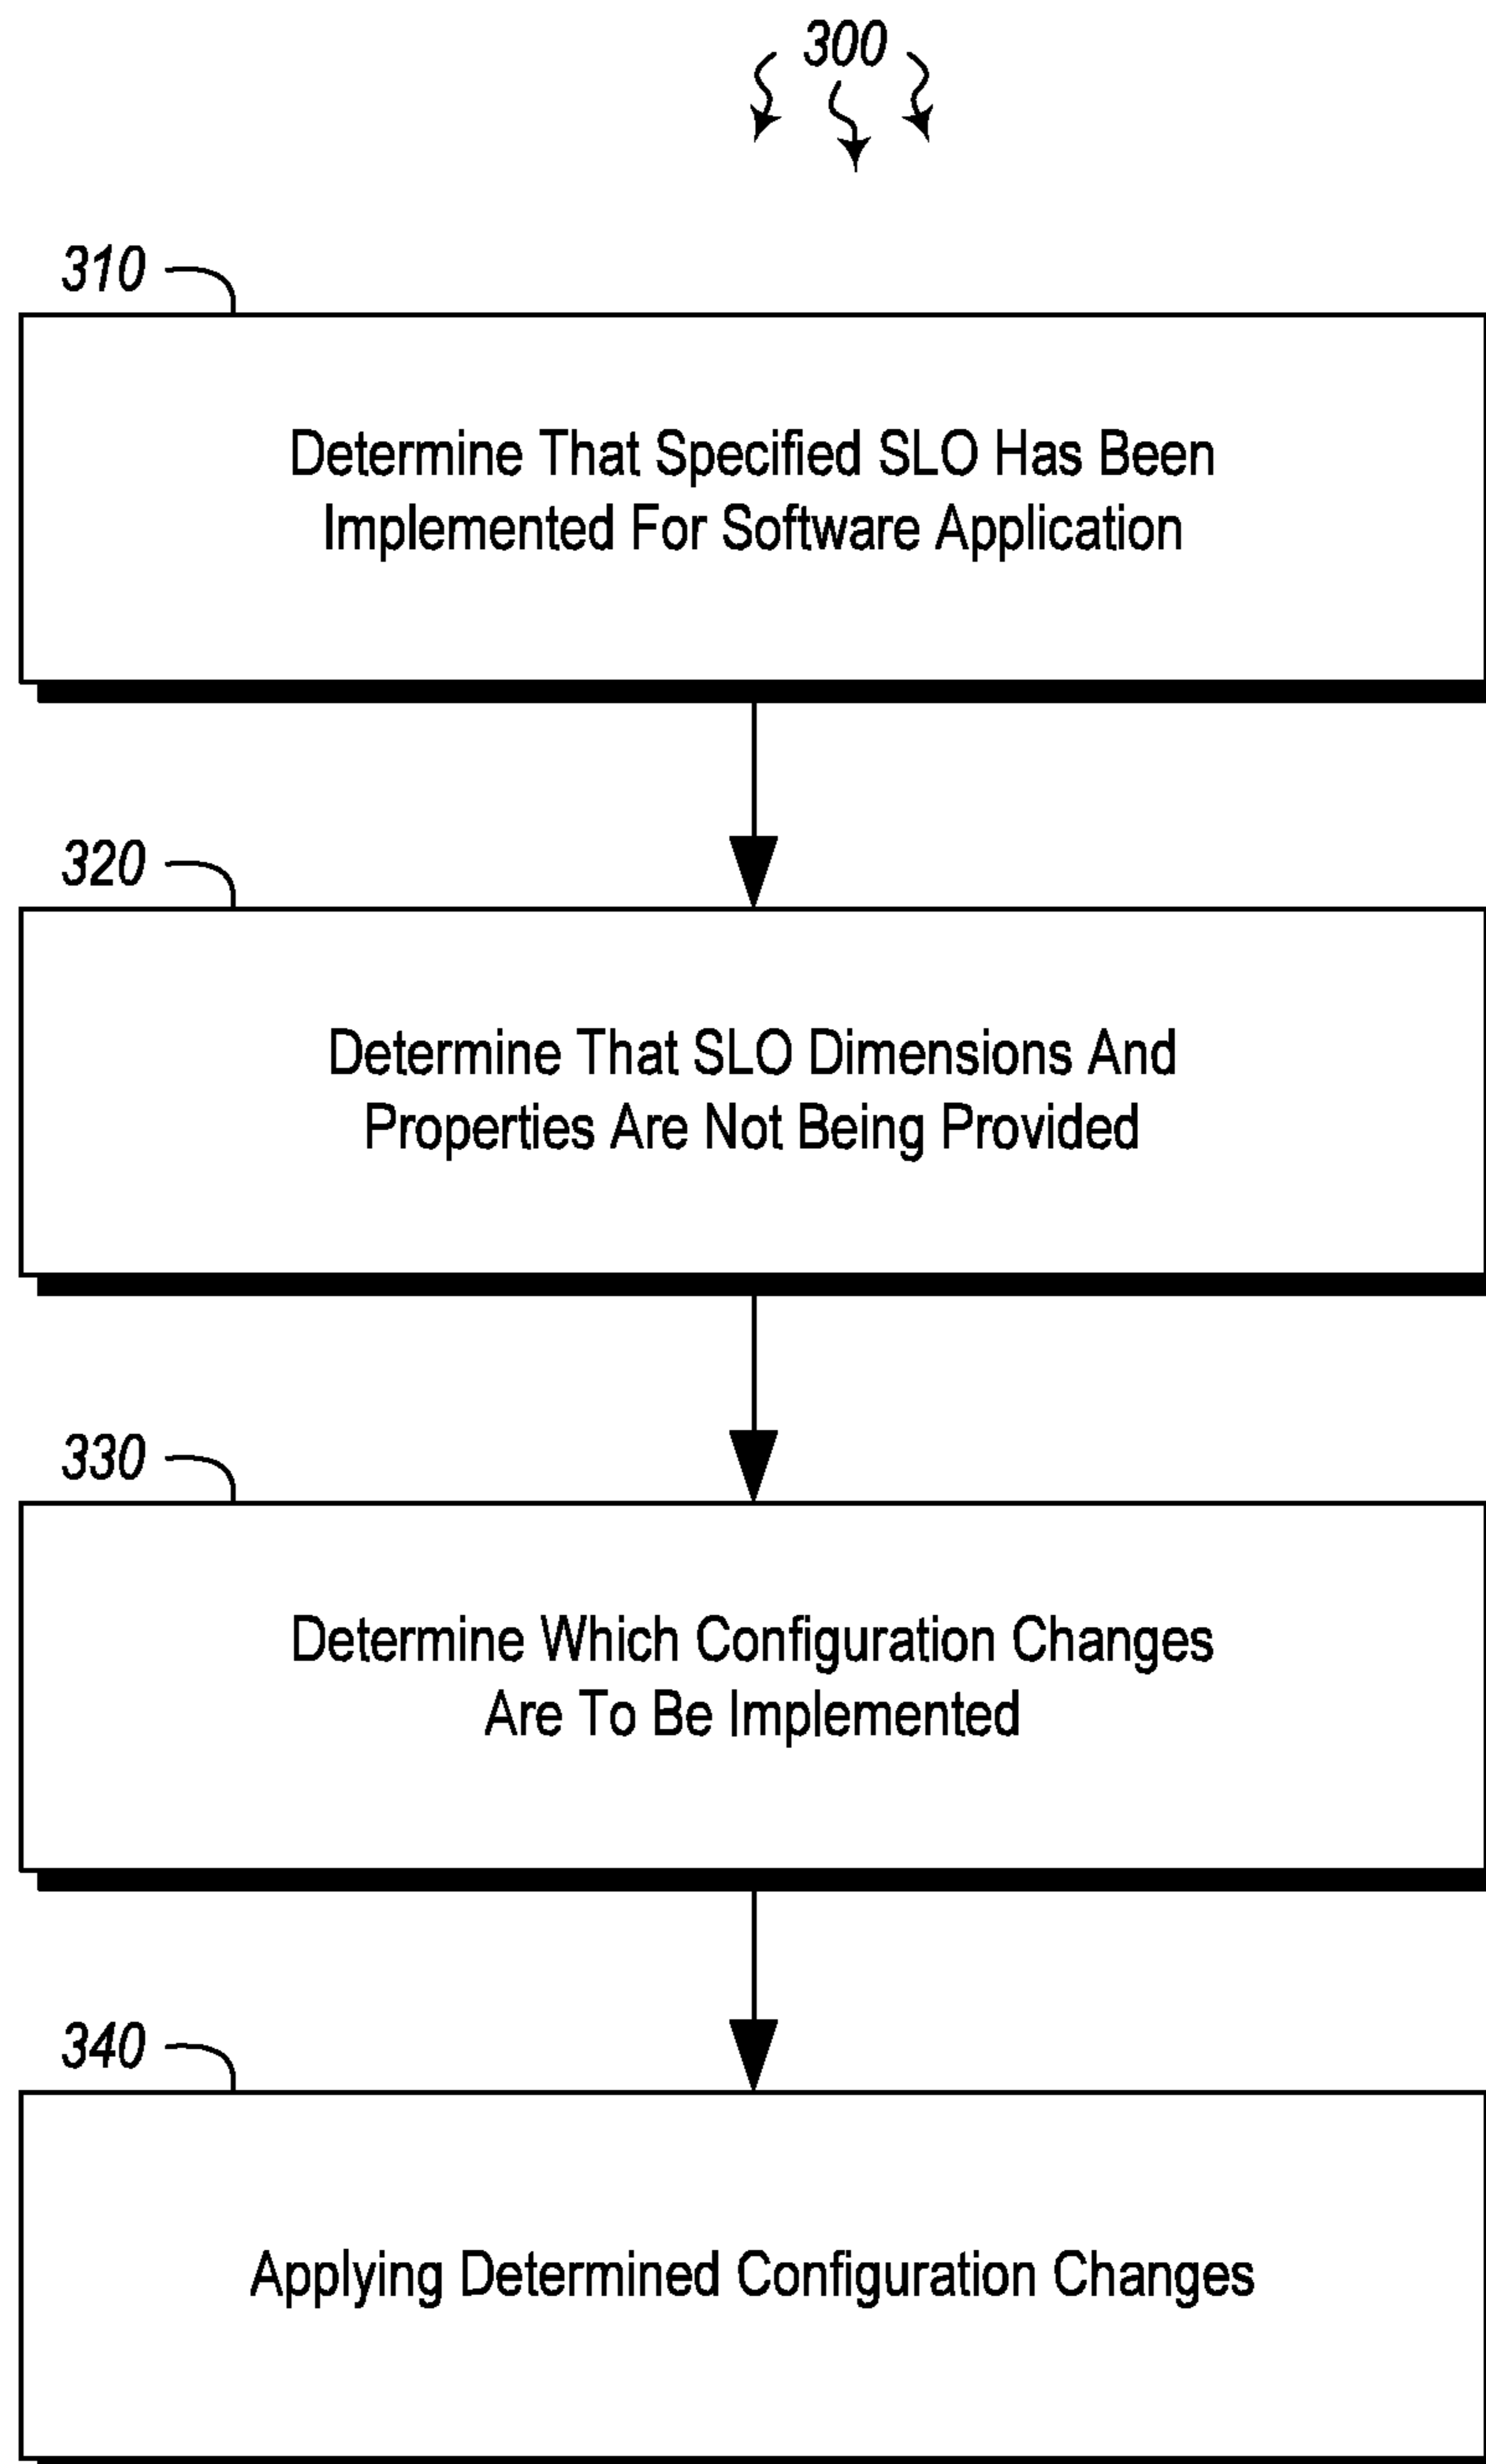 300
310
Determine That Specified SLO Has Been
Implemented For Software Application
320
Determine That SLO Dimensions And
Properties Are Not Being Provided
330
Determine Which Configuration Changes
Are To Be Implemented
340
Applying Determined Configuration Changes